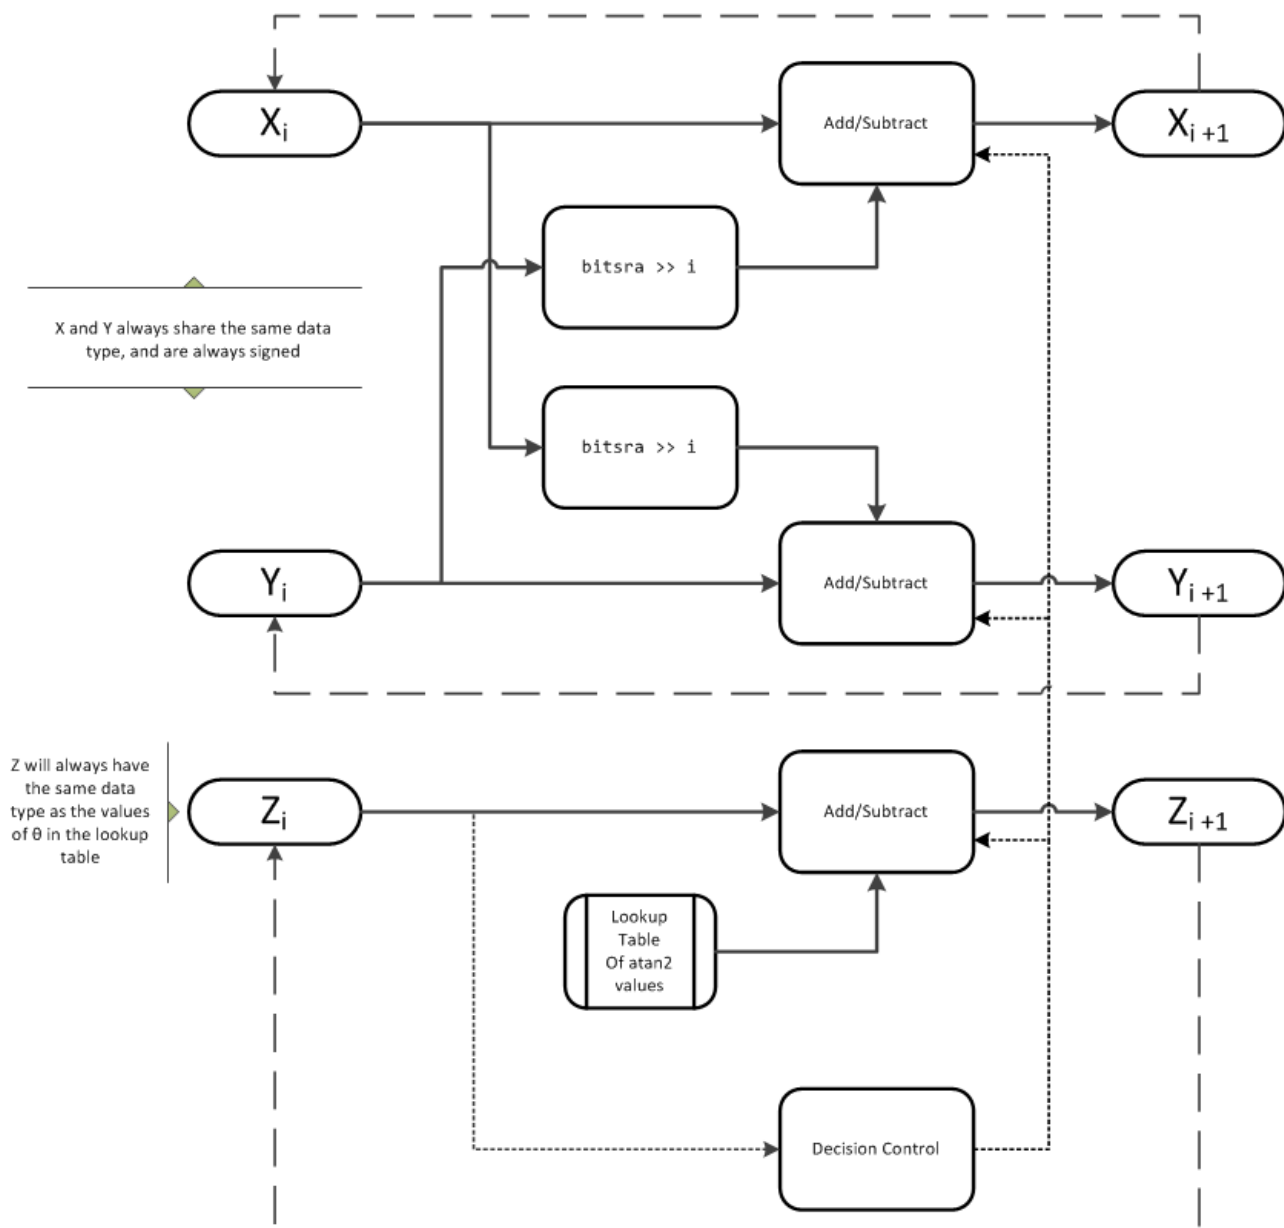 Xi
Add/Subtract
Xi +1
bitsra >> i
X and Y always share the same data
type, and are always signed
bitsra >> i
Yi
Add/Subtract
Yi +1
Z will always have
the same data
type as the values
of θ in the lookup
table
Zi
Add/Subtract
Zi +1
Lookup
Table
Of atan2
values
Decision Control